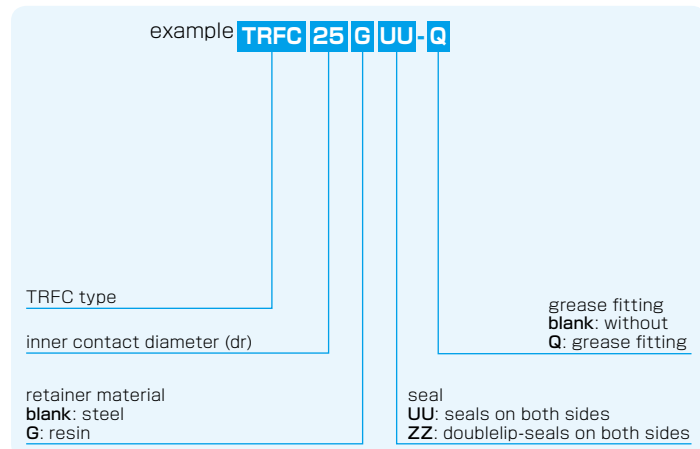 example TRFC 25 G UU-Q
TRFC type
inner contact diameter (dr)
retainer material
blank: steel
G: resin
grease fitting
blank: without
Q: grease fitting
seal
UU: seals on both sides
ZZ: doublelip-seals on both sides